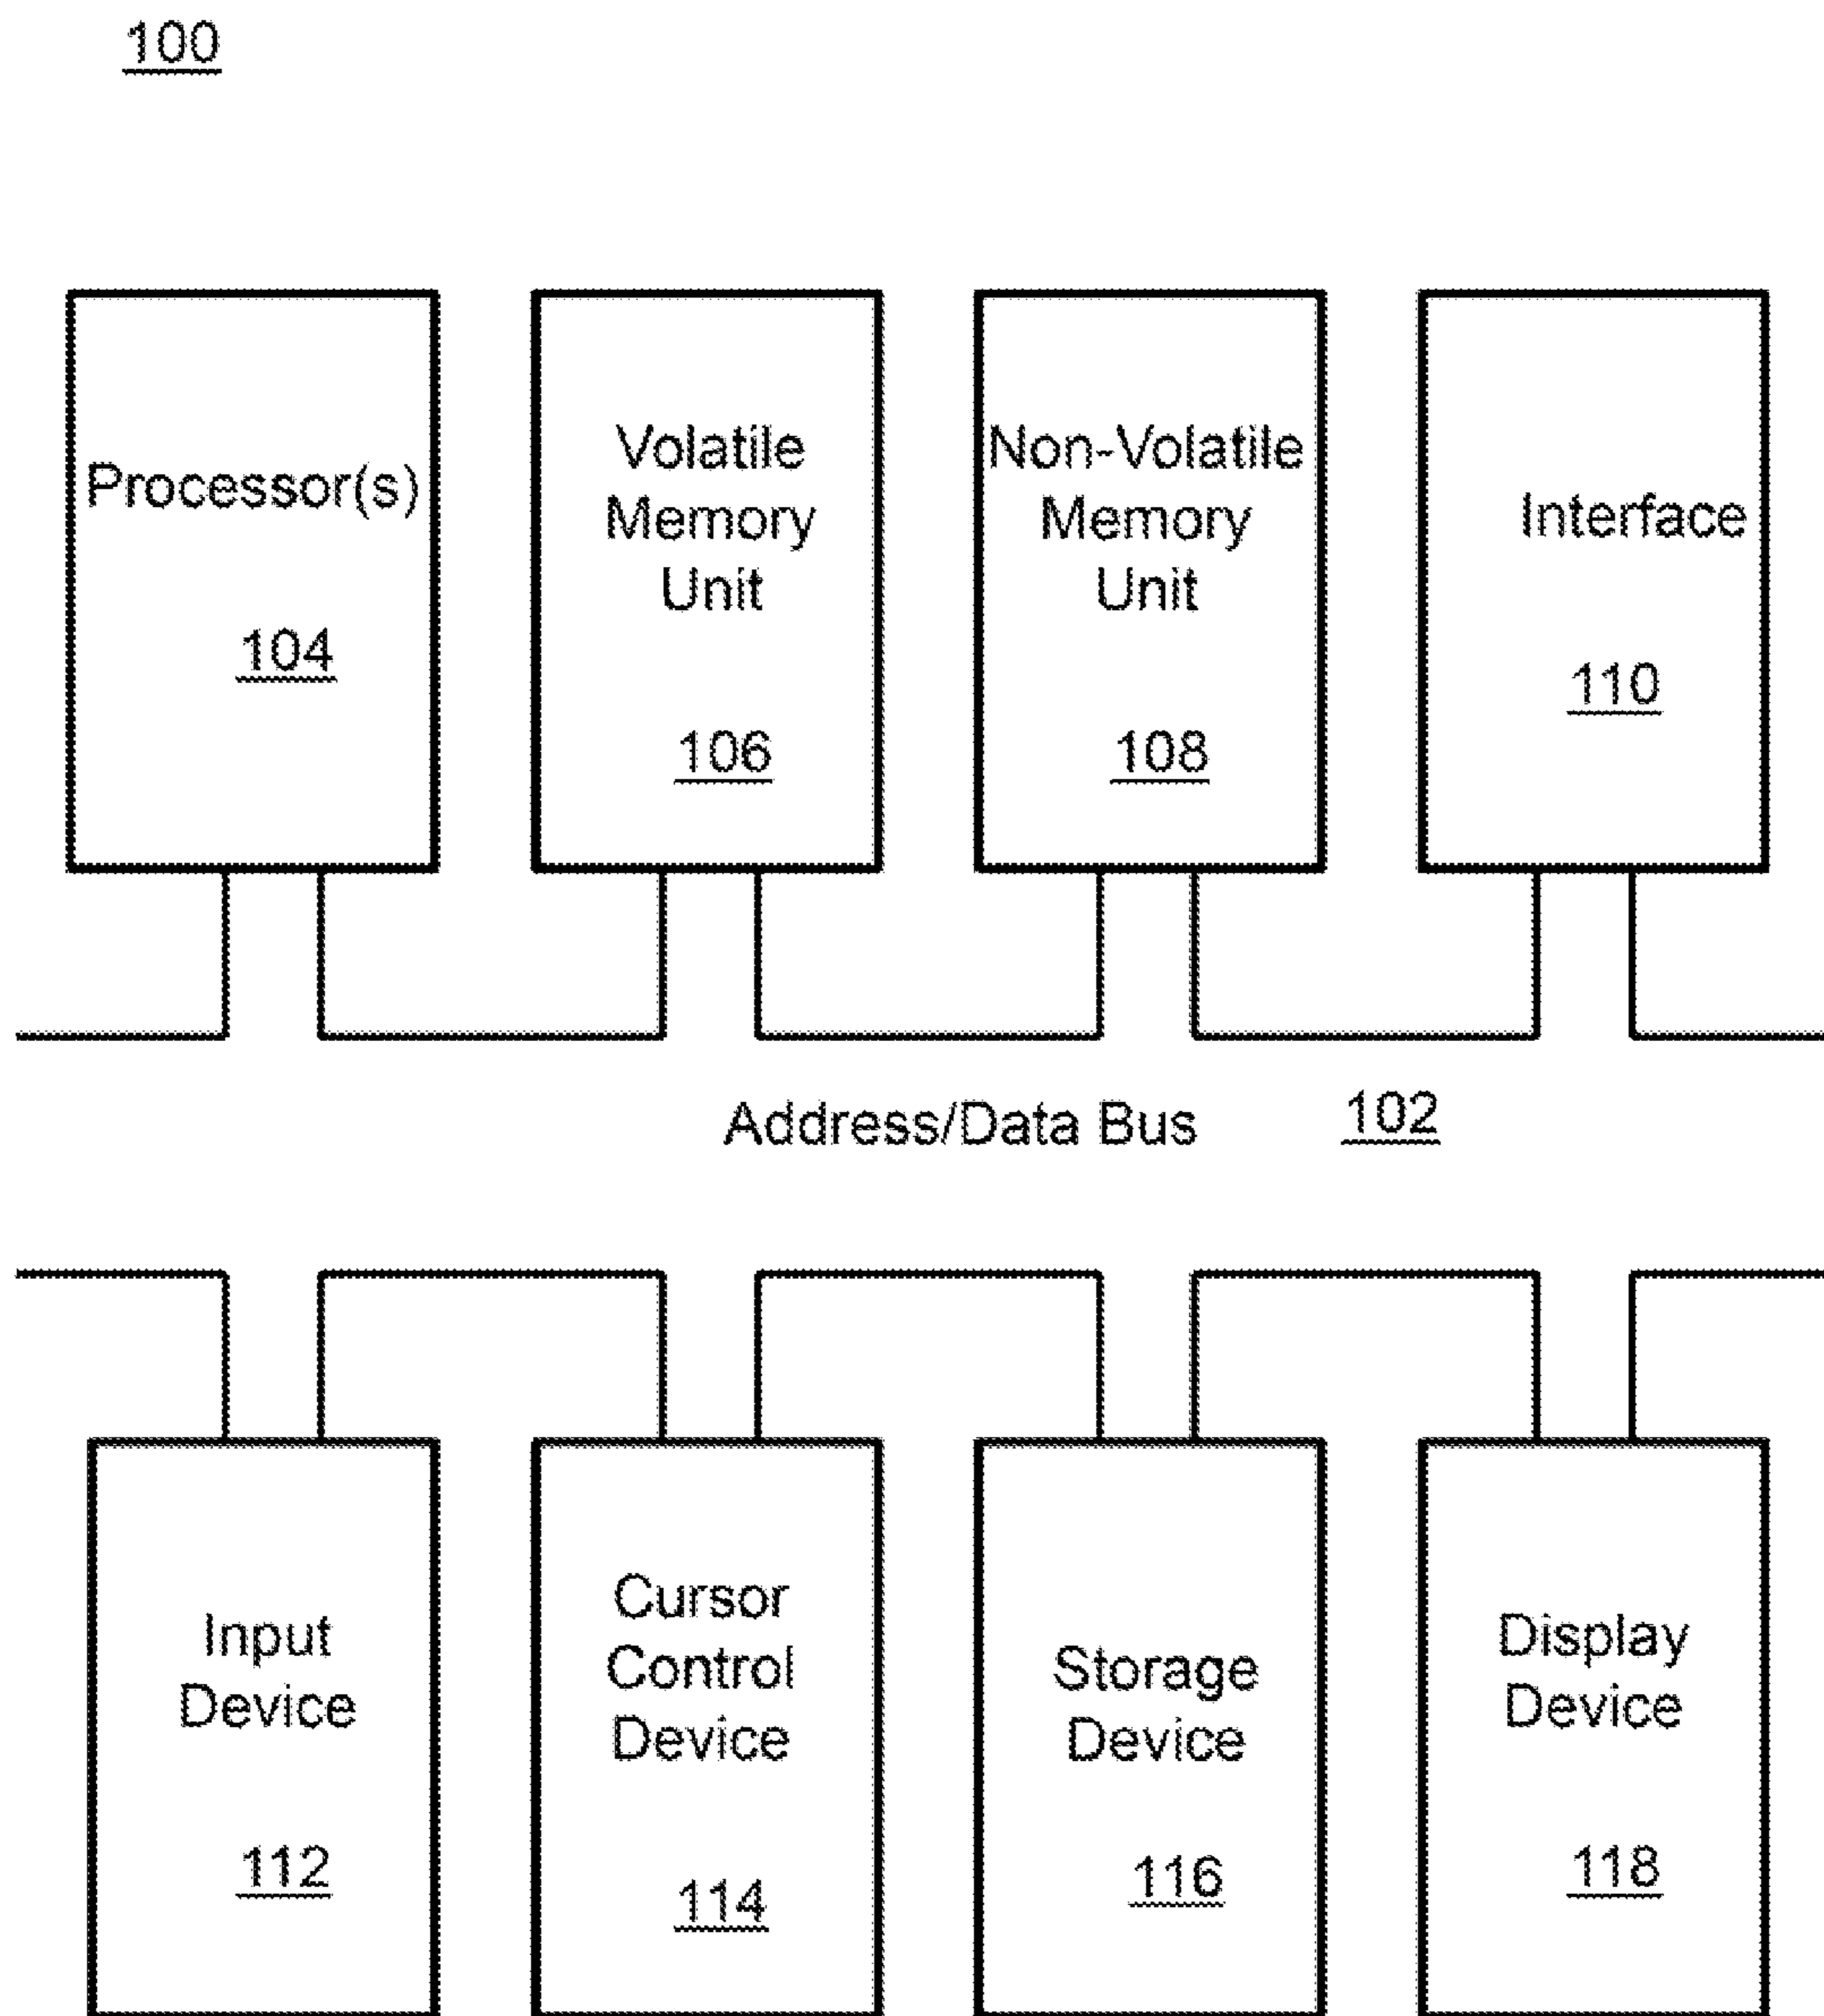 100
Processor(s)
104
Volatile
Memory
Unit
106
Non-Volatile
Memory
Unit
108
Interface
110
Address/Data Bus 102
Input
Device
112
Cursor
Control
Device
114
Storage
Device
116
Display
Device
118